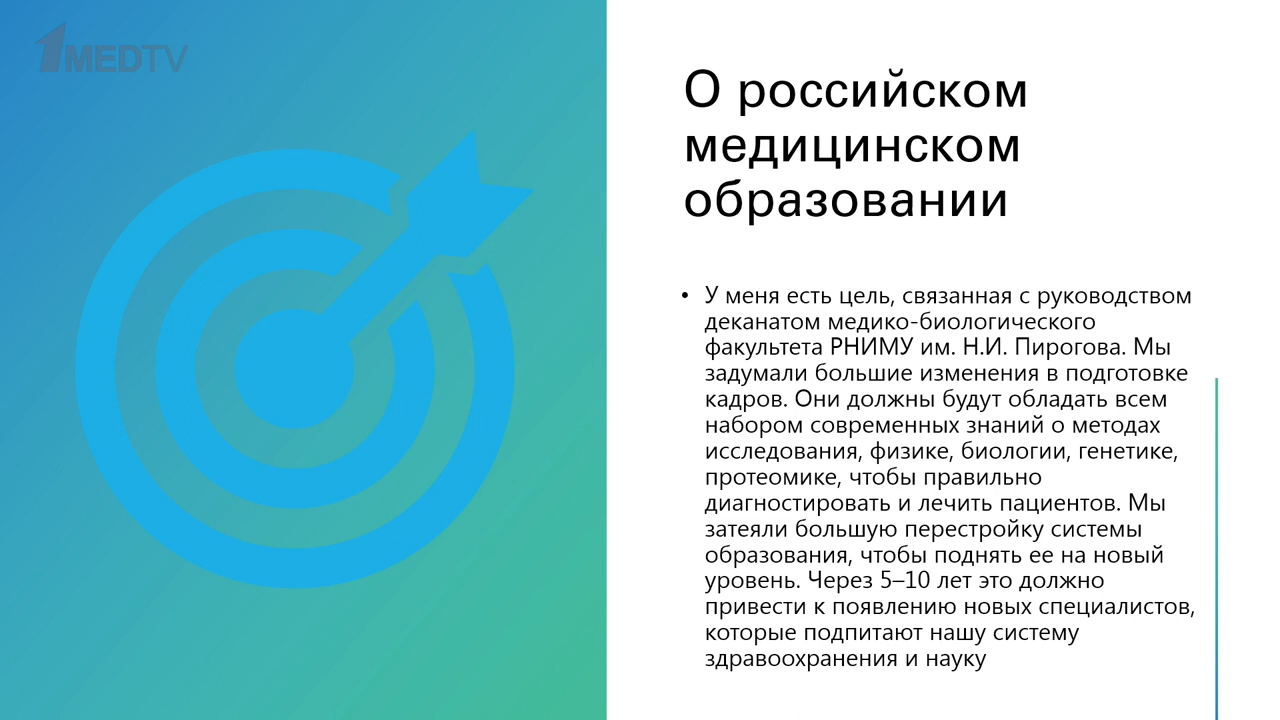 1MEDTV
О российском
медицинском
образовании
• У меня есть цель, связанная с руководством
деканатом медико-биологического
факультета РНИМУ им. Н.И. Пирогова. Мы
задумали большие изменения в подготовке
кадров. Они должны будут обладать всем
набором современных знаний о методах
исследования, физике, биологии, генетике,
протеомике, чтобы правильно
диагностировать и лечить пациентов. Мы
затеяли большую перестройку системы
образования, чтобы поднять ее на новый
уровень. Через 5–10 лет это должно
привести к появлению новых специалистов,
которые подпитают нашу систему
здравоохранения и науку